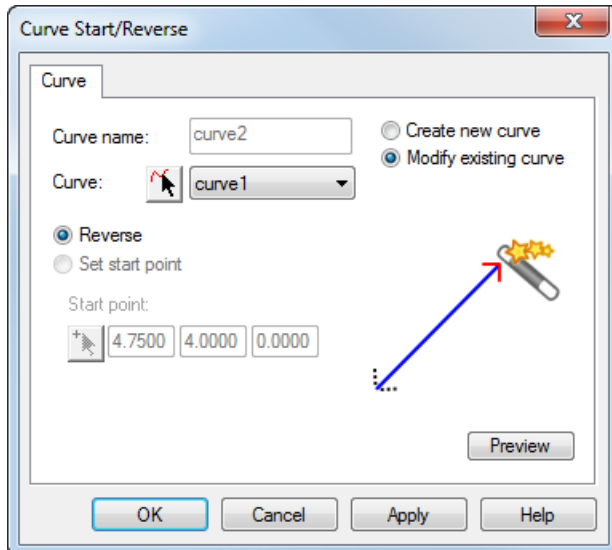 Curve Start/Reverse
Curve
Curve name: curve2
Create new curve
Modify existing curve
Curve: curve1
Reverse
Set start point
Start point:
4.7500 4.0000 0.0000
Preview
OK Cancel Apply Help